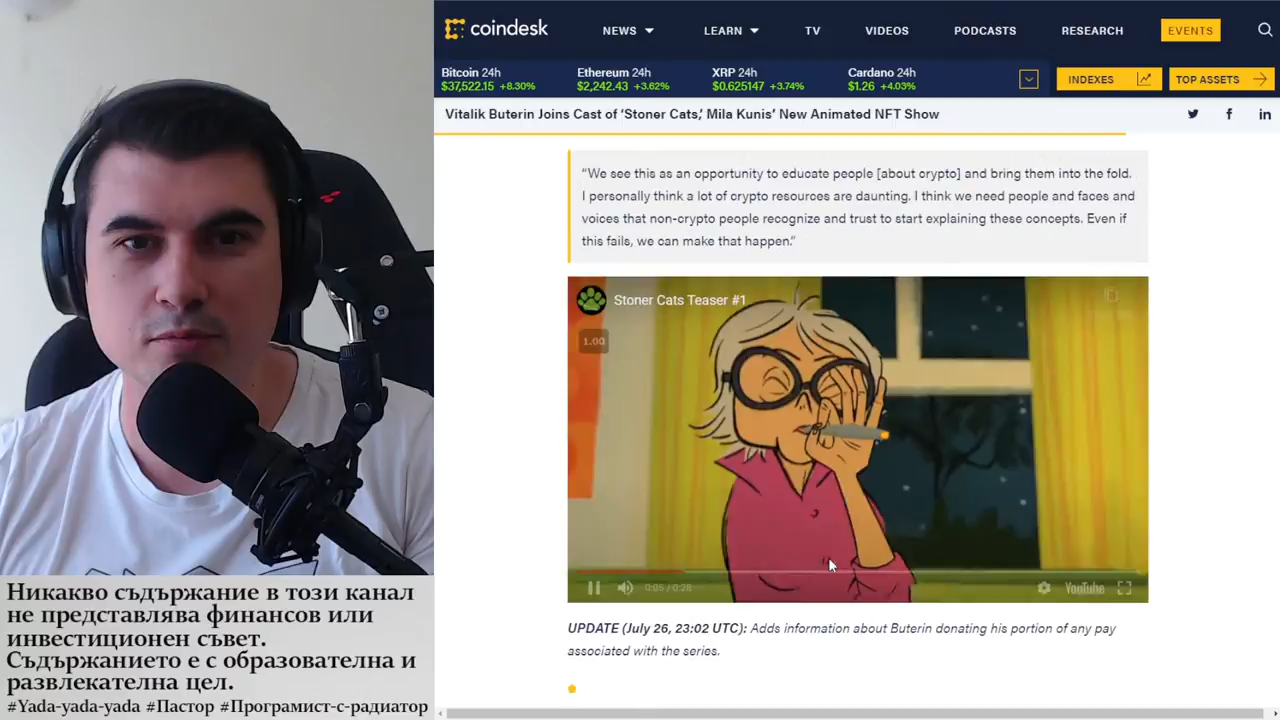 coindesk
NEWS
LEARN
TV
VIDEOS
PODCASTS
RESEARCH
EVENTS
Bitcoin 24h
$37,522.15 +8.30%
Ethereum 24h
$2,242.43 +3.62%
XRP 24h
$0.625147 +3.74%
Cardano 24h
$1.26 +4.03%
INDEXES
TOP ASSETS
Vitalik Buterin Joins Cast of ‘Stoner Cats,’ Mila Kunis’ New Animated NFT Show
“We see this as an opportunity to educate people [about crypto] and bring them into the fold.
I personally think a lot of crypto resources are daunting. I think we need people and faces and
voices that non-crypto people recognize and trust to start explaining these concepts. Even if
this fails, we can make that happen.”
Stoner Cats Teaser #1
1.00
0:05 / 0:28
YouTube
UPDATE (July 26, 23:02 UTC): Adds information about Buterin donating his portion of any pay
associated with the series.
Никакво съдържание в този канал
не представлява финансов или
инвестиционен съвет.
Съдържанието е с образователна и
развлекателна цел.
#Yada-yada-yada #Пастор #Програмист-с-радиатор